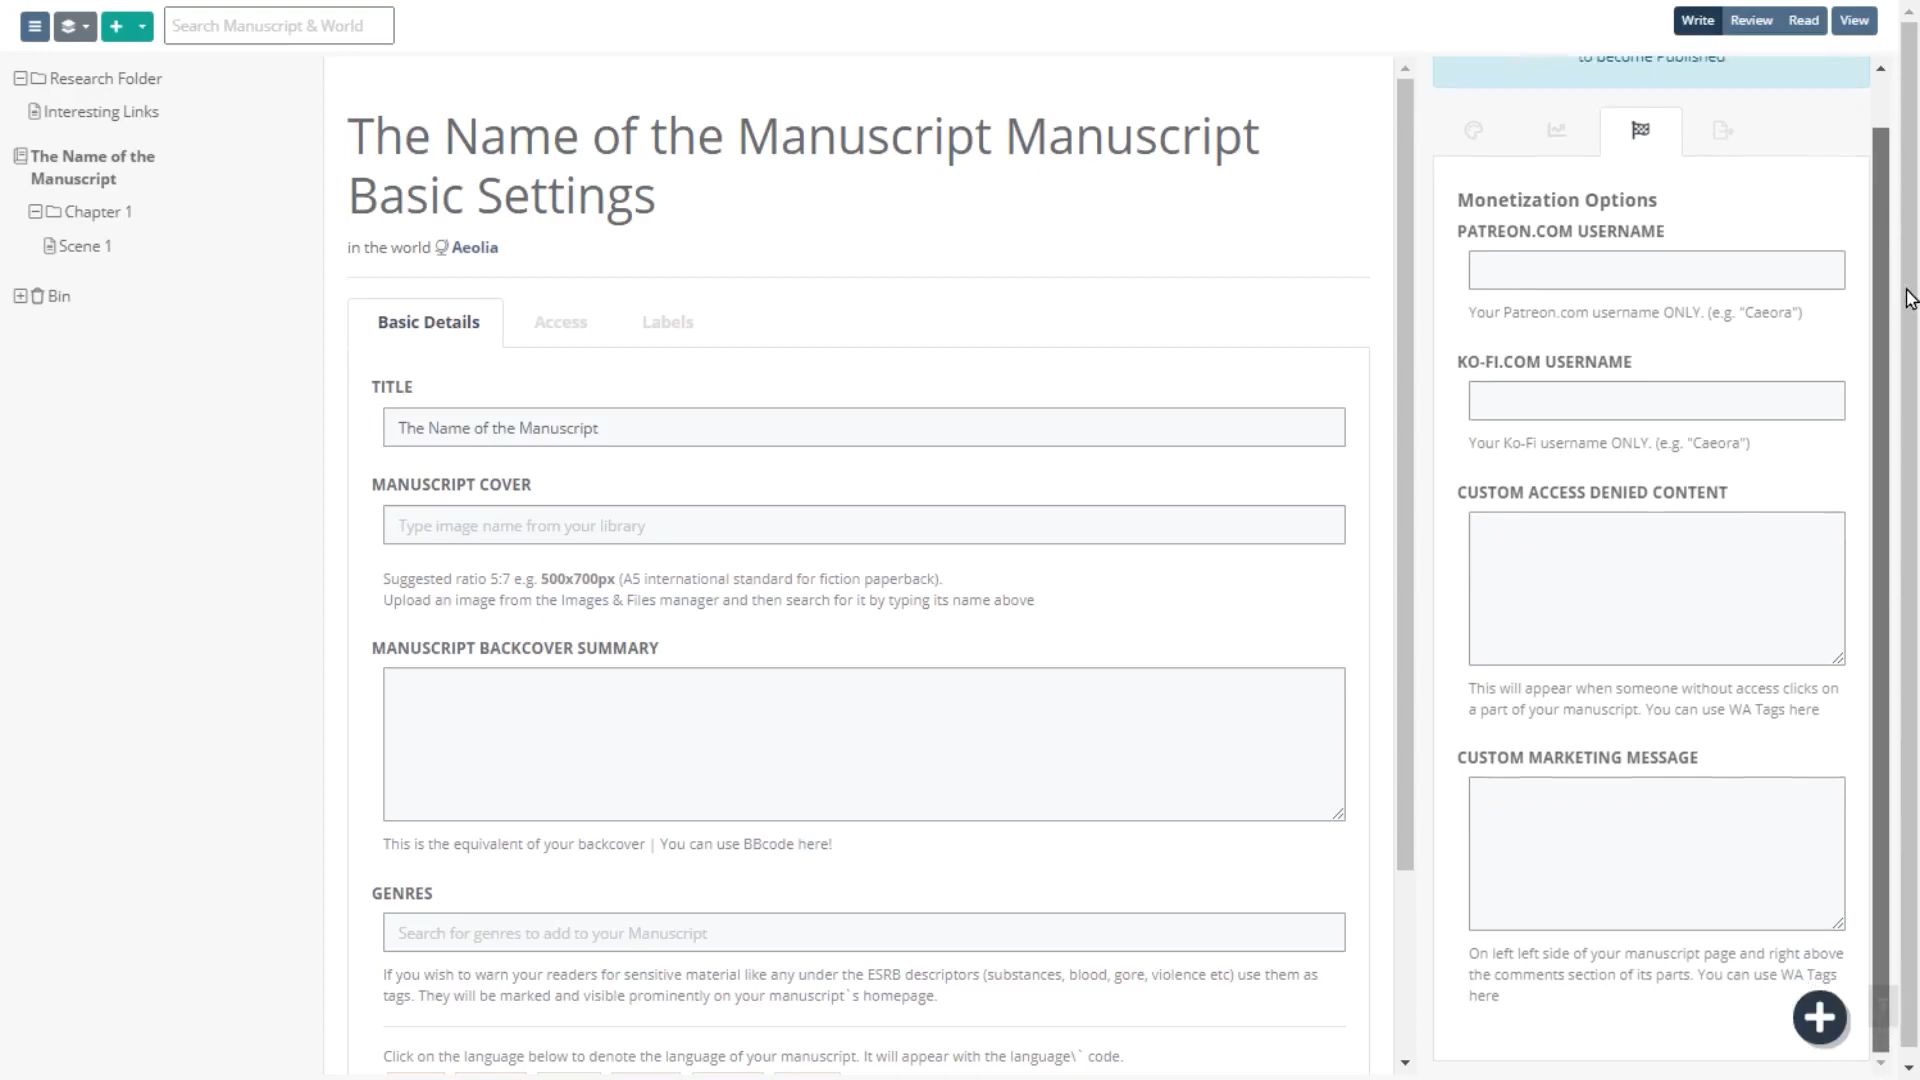 Search Manuscript & World
Write Review Read View
Research Folder
Interesting Links
The Name of the
Manuscript
Chapter 1
Scene 1
Bin
The Name of the Manuscript Manuscript
Basic Settings
in the world Aeolia
Basic Details Access Labels
TITLE
The Name of the Manuscript
MANUSCRIPT COVER
Type image name from your library
Suggested ratio 5:7 e.g. 500x700px (A5 international standard for fiction paperback).
Upload an image from the Images & Files manager and then search for it by typing its name above
MANUSCRIPT BACKCOVER SUMMARY
This is the equivalent of your backcover | You can use BBcode here!
GENRES
Search for genres to add to your Manuscript
If you wish to warn your readers for sensitive material like any under the ESRB descriptors (substances, blood, gore, violence etc) use them as
tags. They will be marked and visible prominently on your manuscript`s homepage.
Click on the language below to denote the language of your manuscript. It will appear with the language\` code.
to become Published
Monetization Options
PATREON.COM USERNAME
Your Patreon.com username ONLY. (e.g. "Caeora")
KO-FI.COM USERNAME
Your Ko-Fi username ONLY. (e.g. "Caeora")
CUSTOM ACCESS DENIED CONTENT
This will appear when someone without access clicks on
a part of your manuscript. You can use WA Tags here
CUSTOM MARKETING MESSAGE
On left left side of your manuscript page and right above
the comments section of its parts. You can use WA Tags
here